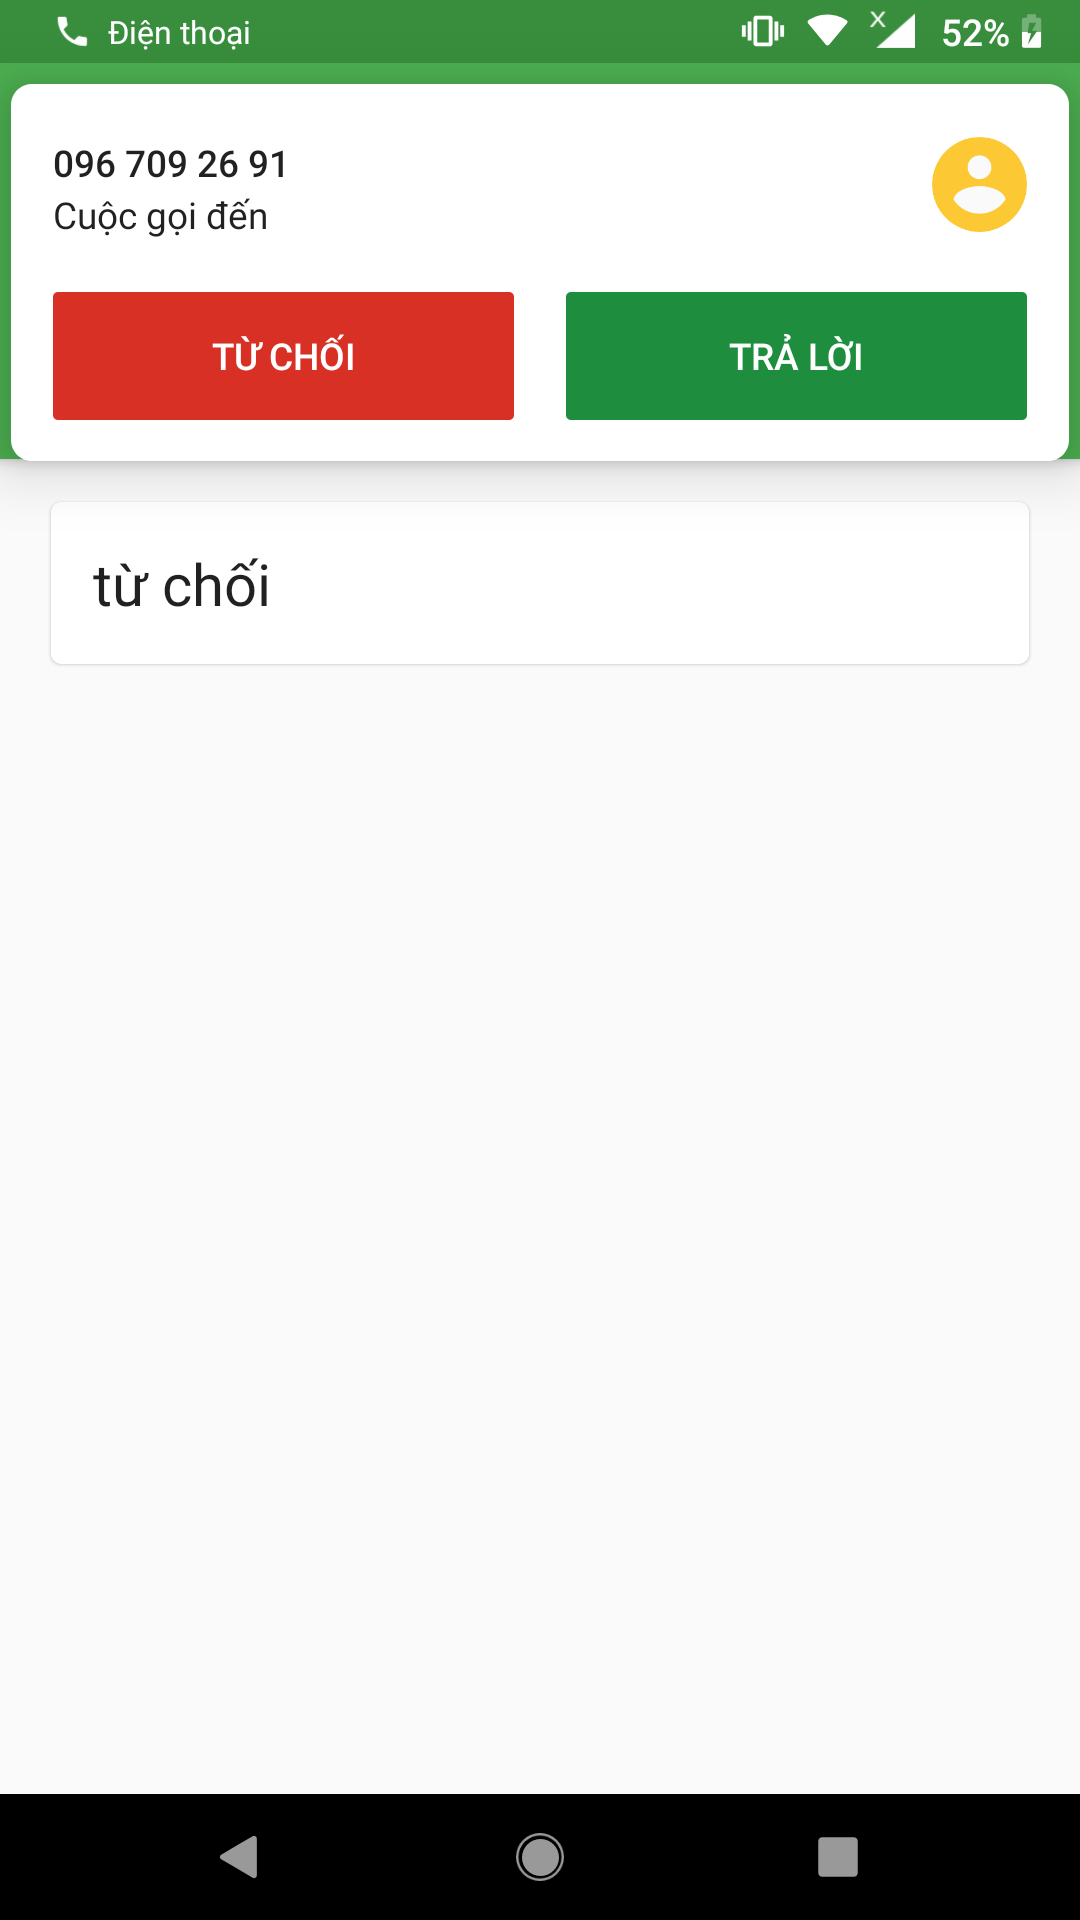 Điện thoại
52%
096 709 26 91
Cuộc gọi đến
TỪ CHỐI
TRẢ LỜI
từ chối